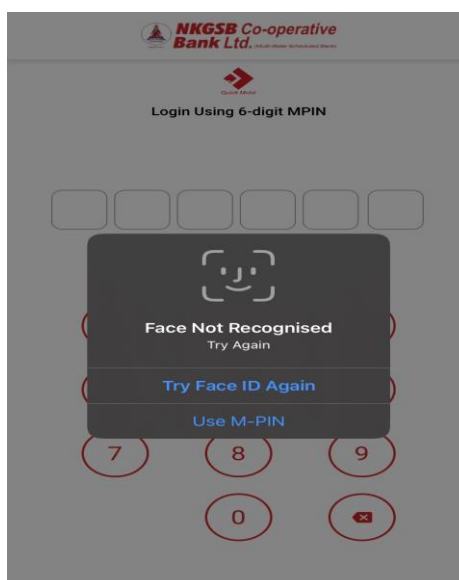 NKGSB Co-operative
Bank Ltd.
Login Using 6-digit MPIN
Face Not Recognised
Try Again
Try Face ID Again
Use M-PIN
7 8 9
0